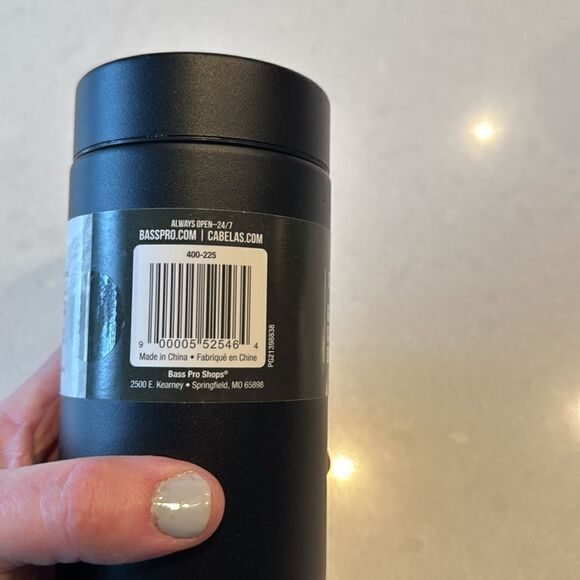 ALWAYS OPEN–24/7
BASSPRO.COM | CABELAS.COM
400-225
9 00005 52546 4
Made in China • Fabriqué en Chine
PG21398838
Bass Pro Shops®
2500 E. Kearney • Springfield, MO 65898